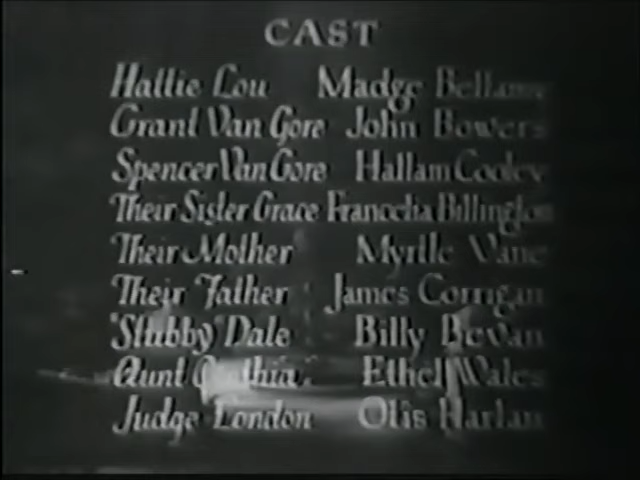 CAST
Hallie Lou Madge Bellamy
Grant Van Gore John Bowers
Spencer Van Gore Hallam Cooley
Their Sister Grace Francelia Billington
Their Mother Myrtle Vane
Their Father James Corrigan
"Stubby" Dale Billy Bevan
Aunt Cynthia Ethel Wales
Judge London Otis Harlan